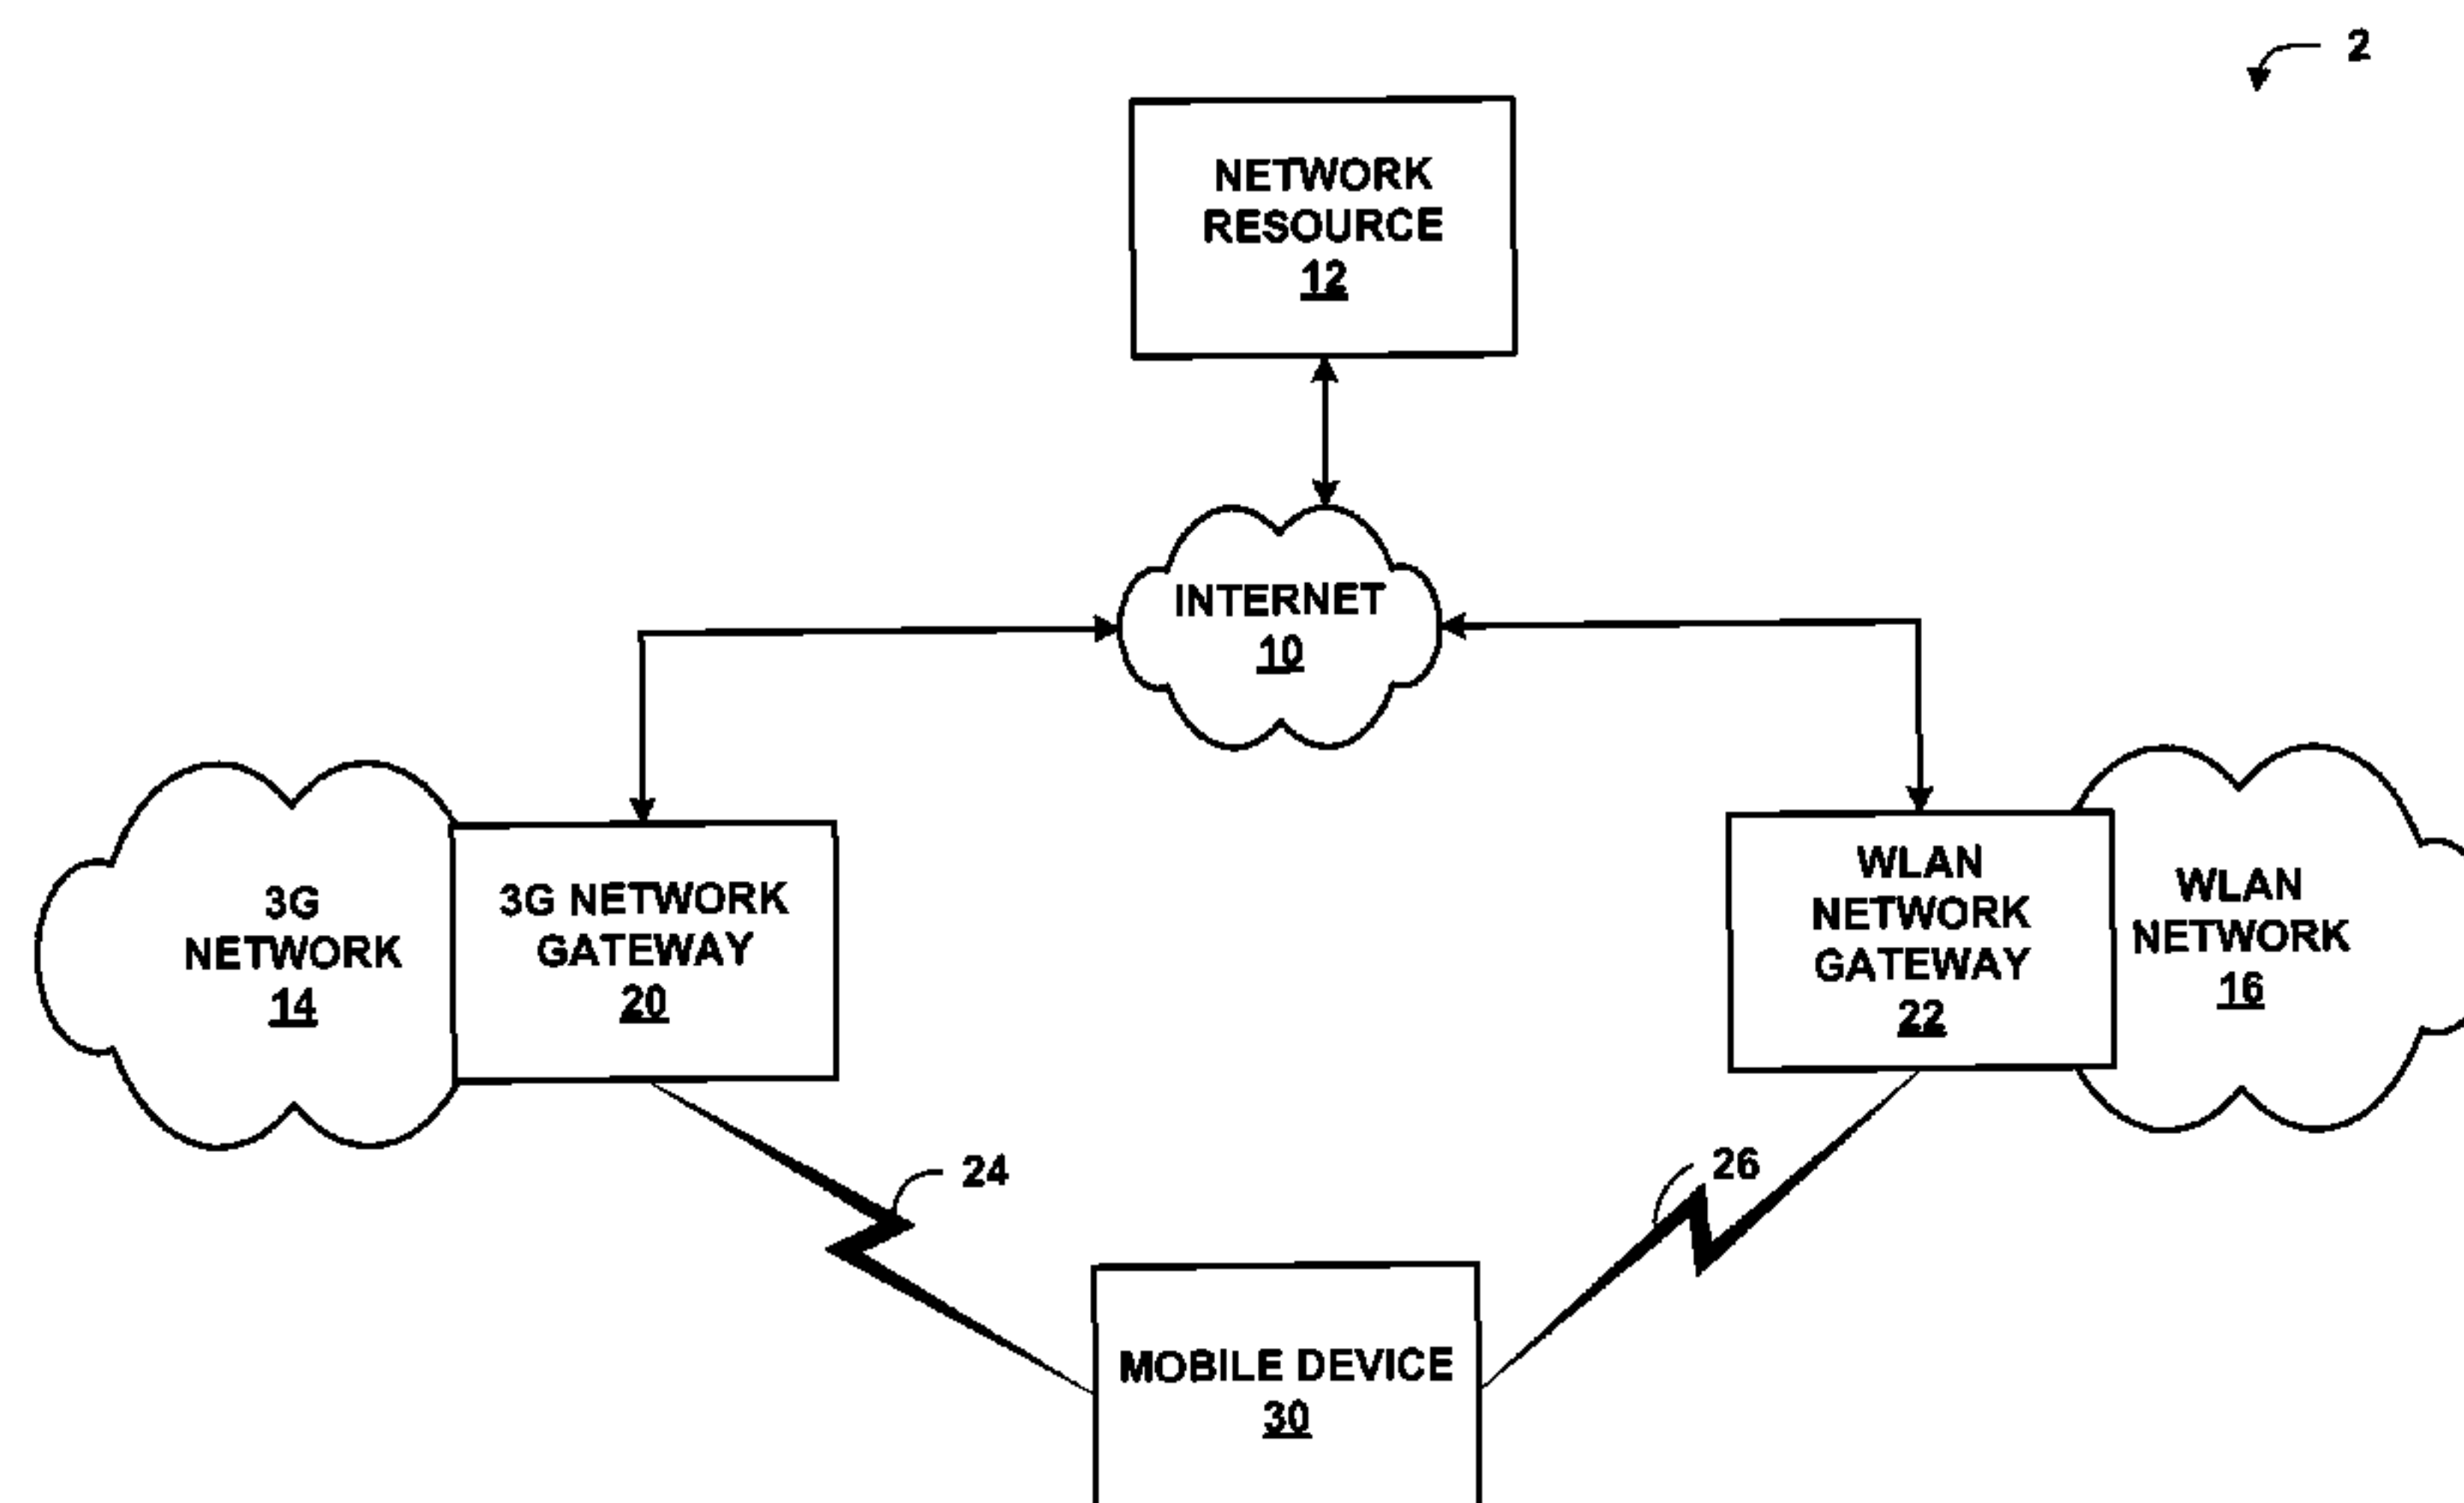 2
NETWORK
RESOURCE
12
INTERNET
10
3G
NETWORK
14
3G NETWORK
GATEWAY
20
WLAN
NETWORK
GATEWAY
22
WLAN
NETWORK
16
24
26
MOBILE DEVICE
30